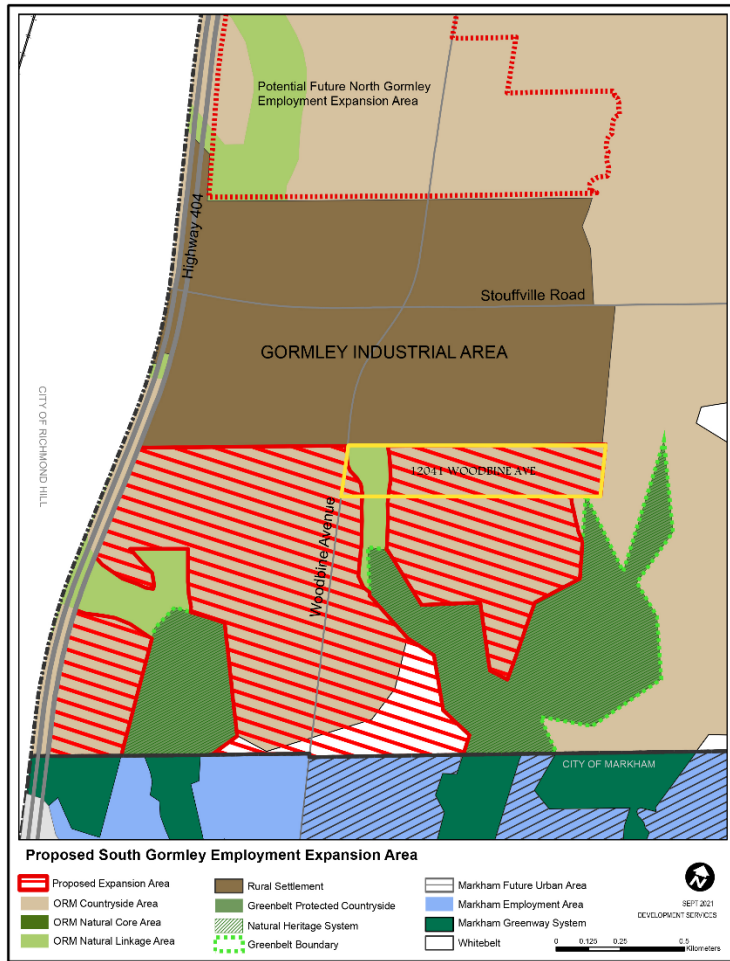 Potential Future North Gormley
Employment Expansion Area
Highway 404
Stouffville Road
GORMLEY INDUSTRIAL AREA
CITY OF RICHMOND HILL
12041 WOODBINE AVE
Woodbine Avenue
CITY OF MARKHAM
Proposed South Gormley Employment Expansion Area
Proposed Expansion Area
ORM Countryside Area
ORM Natural Core Area
ORM Natural Linkage Area
Rural Settlement
Greenbelt Protected Countryside
Natural Heritage System
Greenbelt Boundary
Markham Future Urban Area
Markham Employment Area
Markham Greenway System
Whitebelt
N
SEPT 2021
DEVELOPMENT SERVICES
0 0.125 0.25 0.5
Kilometers